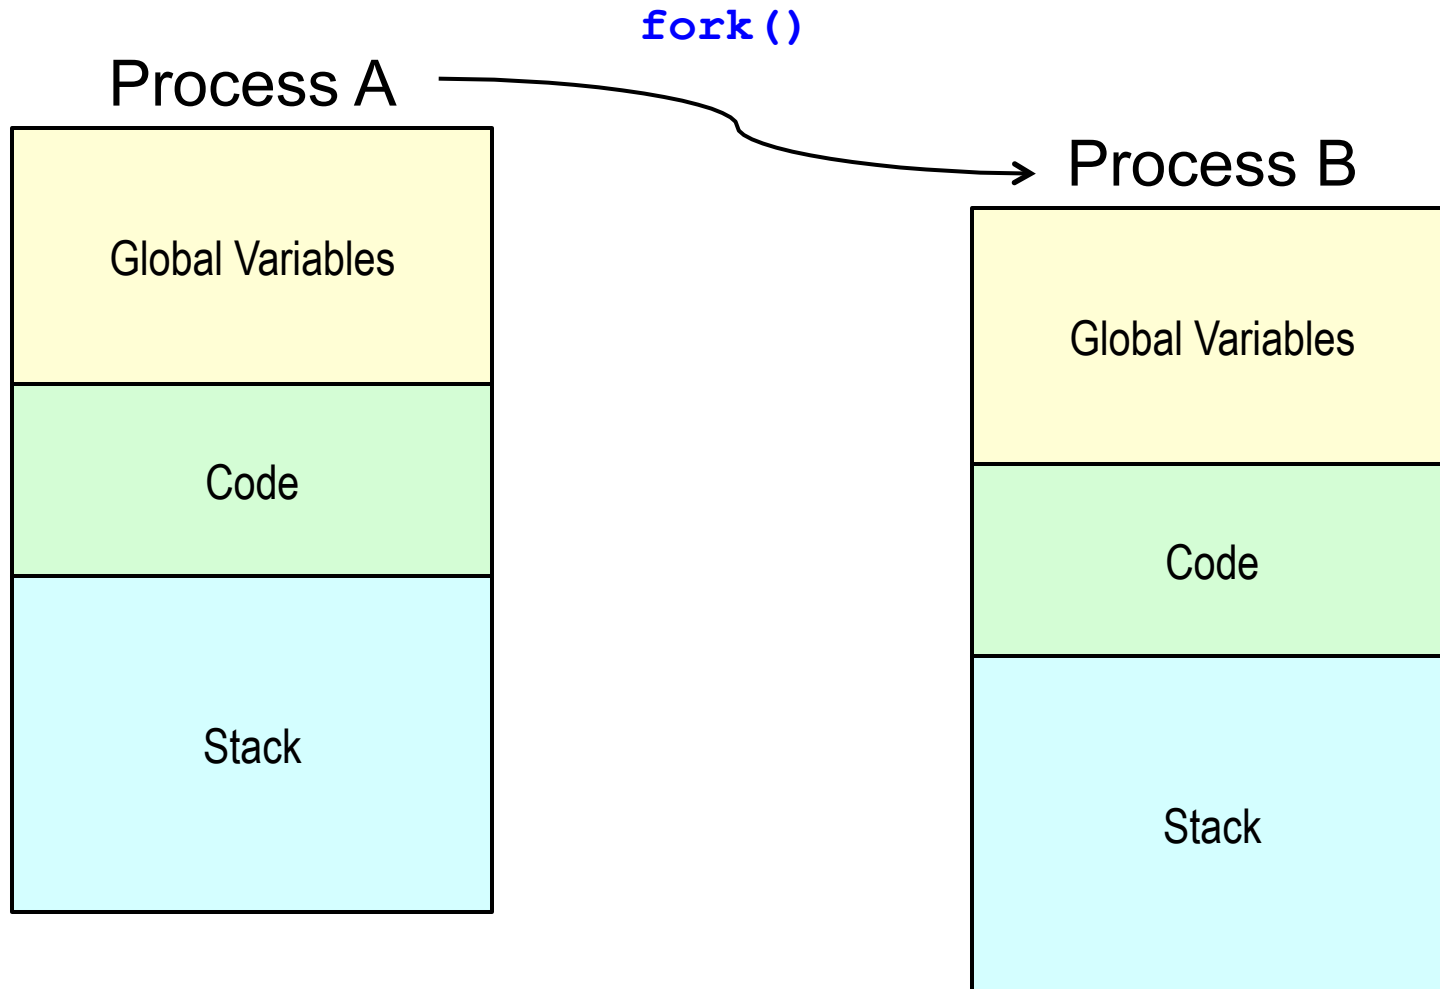 fork()
Process A
Global Variables
Code
Stack
Process B
Global Variables
Code
Stack